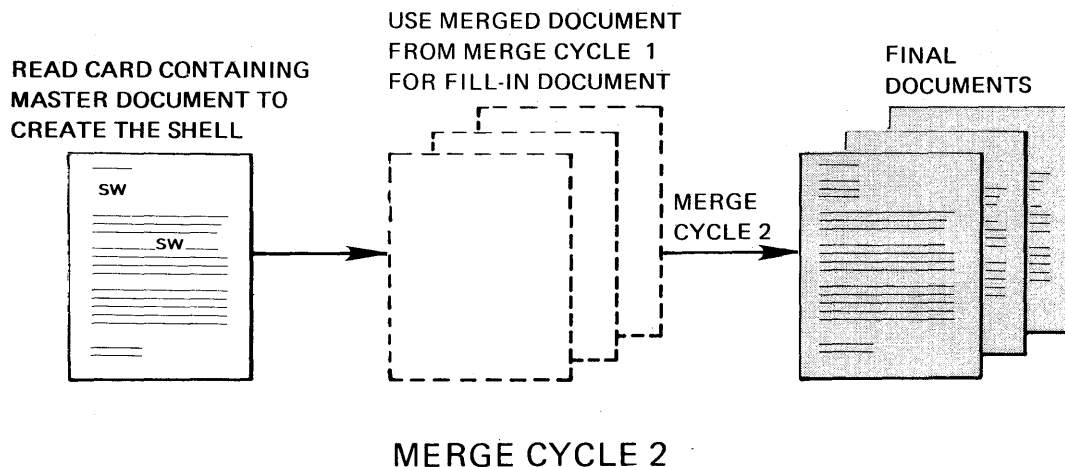 READ CARD CONTAINING
MASTER DOCUMENT TO
CREATE THE SHELL
SW
SW
USE MERGED DOCUMENT
FROM MERGE CYCLE 1
FOR FILL-IN DOCUMENT
MERGE
CYCLE 2
FINAL
DOCUMENTS
MERGE CYCLE 2